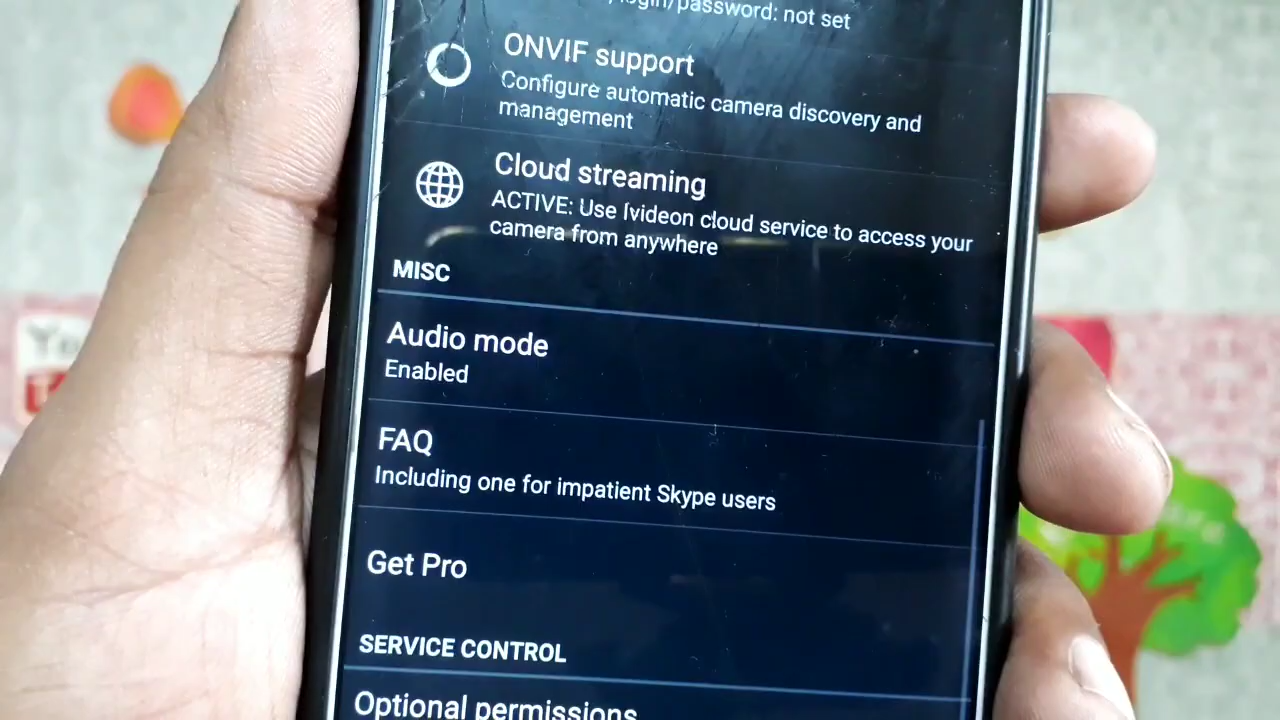 login/password: not set
ONVIF support
Configure automatic camera discovery and
management
Cloud streaming
ACTIVE: Use Ivideon cloud service to access your
camera from anywhere
MISC
Audio mode
Enabled
FAQ
Including one for impatient Skype users
Get Pro
SERVICE CONTROL
Optional permissions